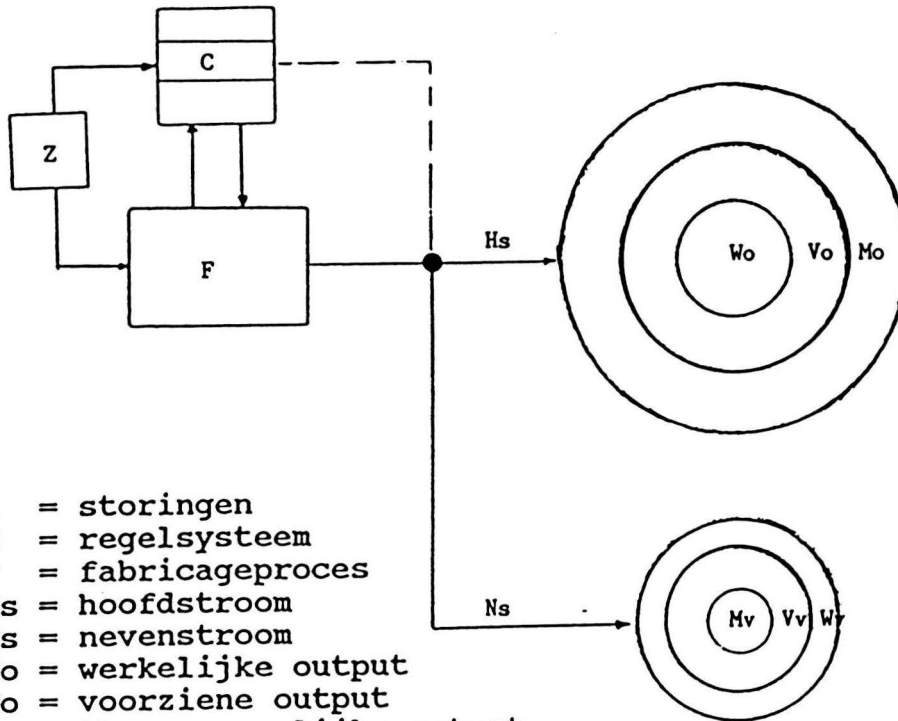 C
Z
F
Hs
Wo Vo Mo
Ns
Mv Vv
= storingen
= regelsysteem
= fabricageproces
s = hoofdstroom
s = nevenstroom
o = werkelijke output
o = voorziene output